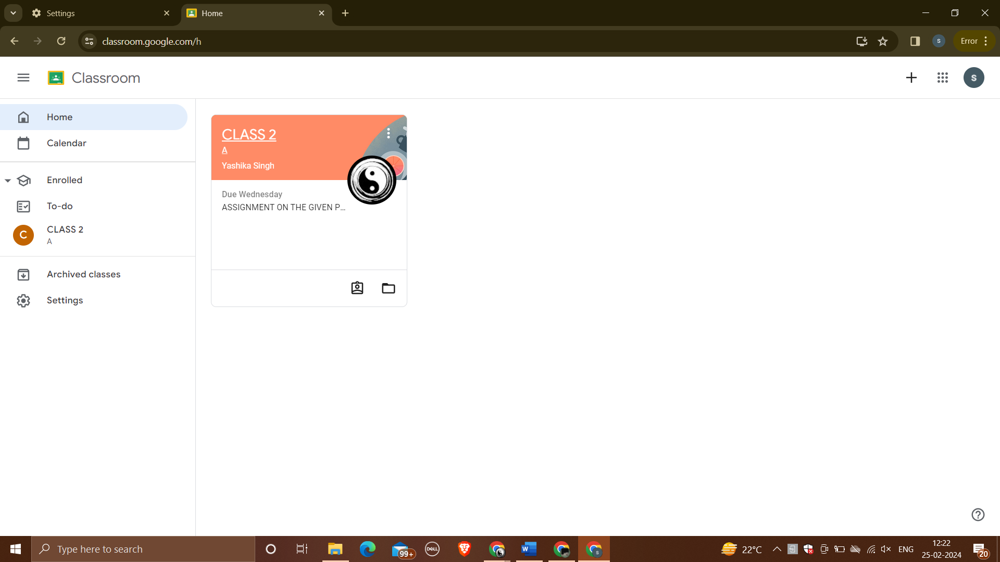 Settings
Home
classroom.google.com/h
S
Error
Classroom
S
Home
Calendar
Enrolled
To-do
C
CLASS 2
A
Archived classes
Settings
CLASS 2
A
Yashika Singh
Due Wednesday
ASSIGNMENT ON THE GIVEN P...
Type here to search
99+
DELL
W
S
22°C
ENG
12:22
25-02-2024
20